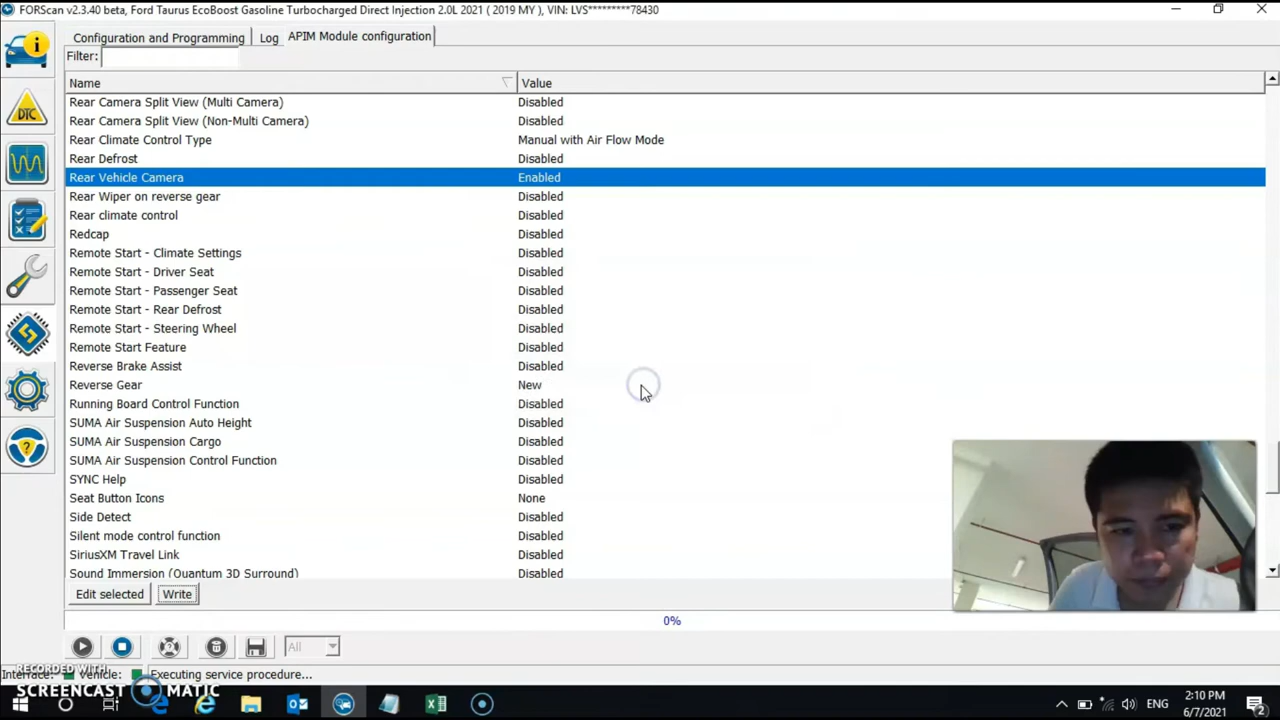 FORScan v2.3.40 beta, Ford Taurus EcoBoost Gasoline Turbocharged Direct Injection 2.0L 2021 ( 2019 MY ), VIN: LVS*********78430
Configuration and Programming Log APIM Module configuration
Filter:
Name Value
Rear Camera Split View (Multi Camera) Disabled
Rear Camera Split View (Non-Multi Camera) Disabled
Rear Climate Control Type Manual with Air Flow Mode
Rear Defrost Disabled
Rear Vehicle Camera Enabled
Rear Wiper on reverse gear Disabled
Rear climate control Disabled
Redcap Disabled
Remote Start - Climate Settings Disabled
Remote Start - Driver Seat Disabled
Remote Start - Passenger Seat Disabled
Remote Start - Rear Defrost Disabled
Remote Start - Steering Wheel Disabled
Remote Start Feature Disabled
Reverse Brake Assist Disabled
Reverse Gear New
Running Board Control Function Disabled
SUMA Air Suspension Auto Height Disabled
SUMA Air Suspension Cargo Disabled
SUMA Air Suspension Control Function Disabled
SYNC Help Disabled
Seat Button Icons None
Side Detect Disabled
Silent mode control function Disabled
SiriusXM Travel Link Disabled
Sound Immersion (Quantum 3D Surround) Disabled
DTC
Edit selected Write
0%
All
RECORDED WITH
Interface: Vehicle: Executing service procedure...
SCREENCAST MATIC
ENG
2:10 PM
6/7/2021
2